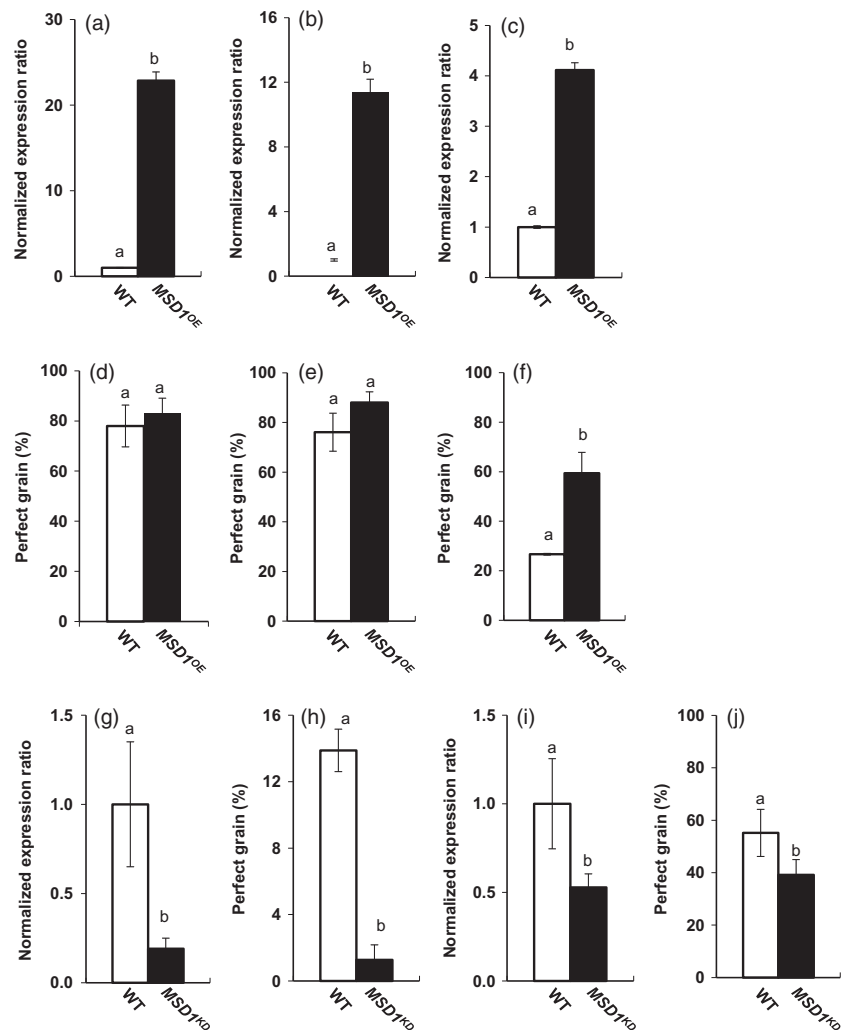 (a)
Normalized expression ratio
30
20
10
0
a
b
WT
MSD1OE
(b)
Normalized expression ratio
16
12
8
4
0
a
b
WT
MSD1OE
(c)
Normalized expression ratio
5
4
3
2
1
0
a
b
WT
MSD1OE
(d)
Perfect grain (%)
100
80
60
40
20
0
a
a
WT
MSD1OE
(e)
Perfect grain (%)
100
80
60
40
20
0
a
a
WT
MSD1OE
(f)
Perfect grain (%)
100
80
60
40
20
0
a
b
WT
MSD1OE
(g)
Normalized expression ratio
1.5
1.0
0.5
0.0
a
b
WT
MSD1KD
(h)
Perfect grain (%)
16
12
8
4
0
a
b
WT
MSD1KD
(i)
Normalized expression ratio
1.5
1.0
0.5
0.0
a
b
WT
MSD1KD
(j)
Perfect grain (%)
100
80
60
40
20
0
a
b
WT
MSD1KD